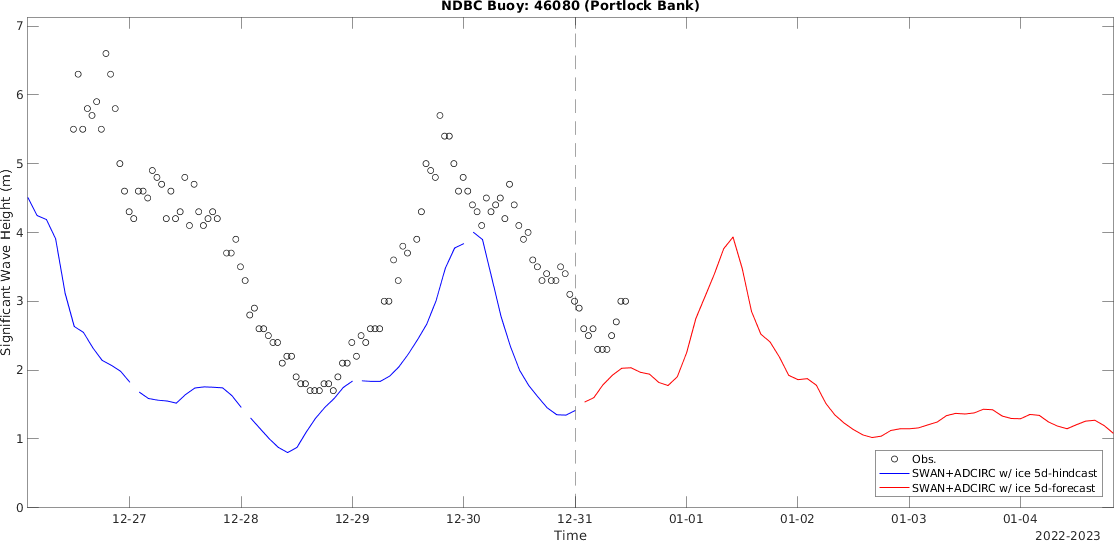 NDBC Buoy: 46080 (Portlock Bank)
7
6
5
4
3
2
1
0
Significant Wave Height (m)
12-27 12-28 12-29 12-30 12-31 01-01 01-02 01-03 01-04
Time
2022-2023
Obs.
SWAN+ADCIRC w/ ice 5d-hindcast
SWAN+ADCIRC w/ ice 5d-forecast